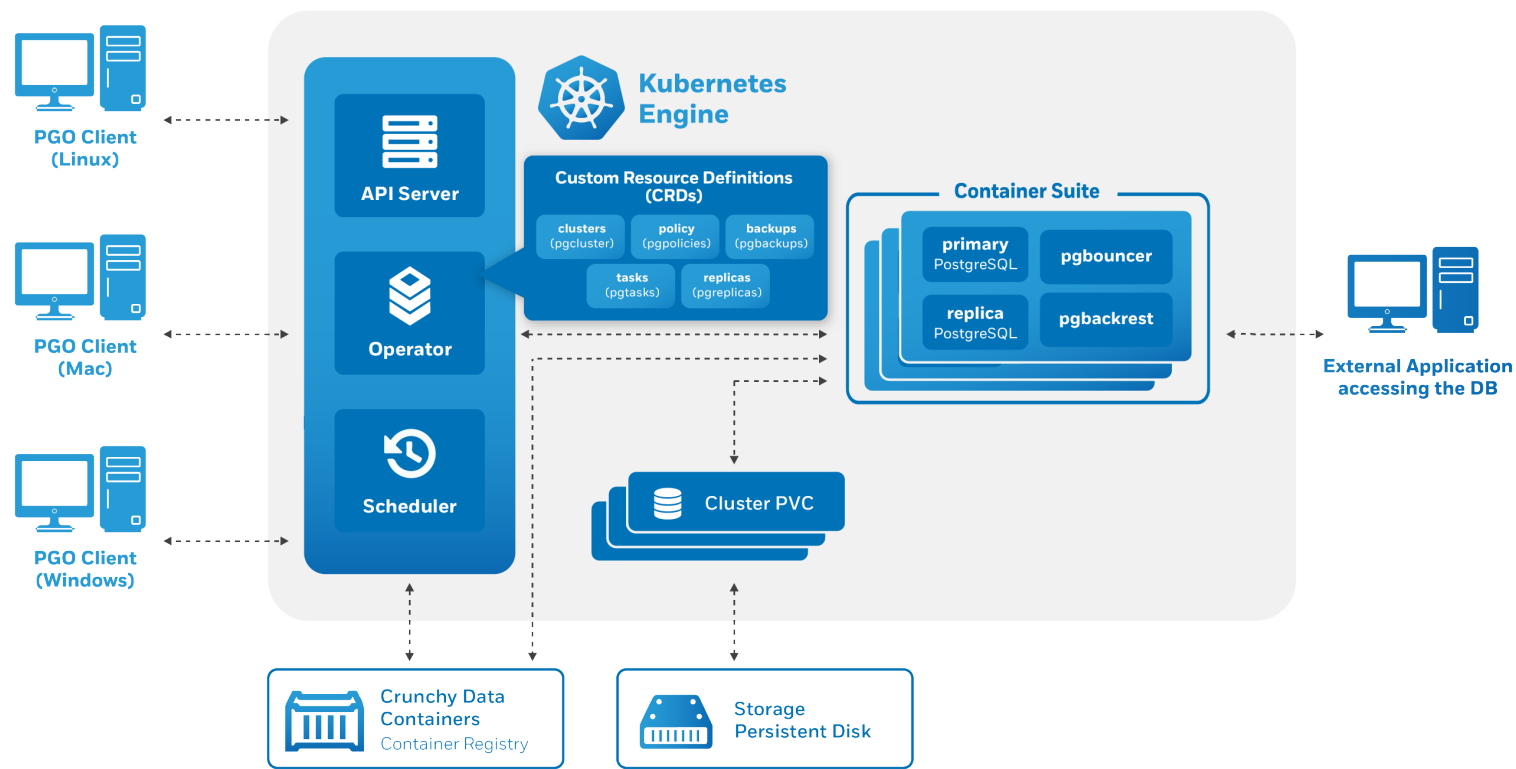 PGO Client
(Linux)
PGO Client
(Mac)
PGO Client
(Windows)
API Server
Operator
Scheduler
Kubernetes
Engine
Custom Resource Definitions
(CRDs)
clusters
(pgcluster)
policy
(pgpolicies)
backups
(pgbackups)
tasks
(pgtasks)
replicas
(pgreplicas)
Container Suite
primary
PostgreSQL
pgbouncer
replica
PostgreSQL
pgbackrest
Cluster PVC
External Application
accessing the DB
Crunchy Data
Containers
Container Registry
Storage
Persistent Disk